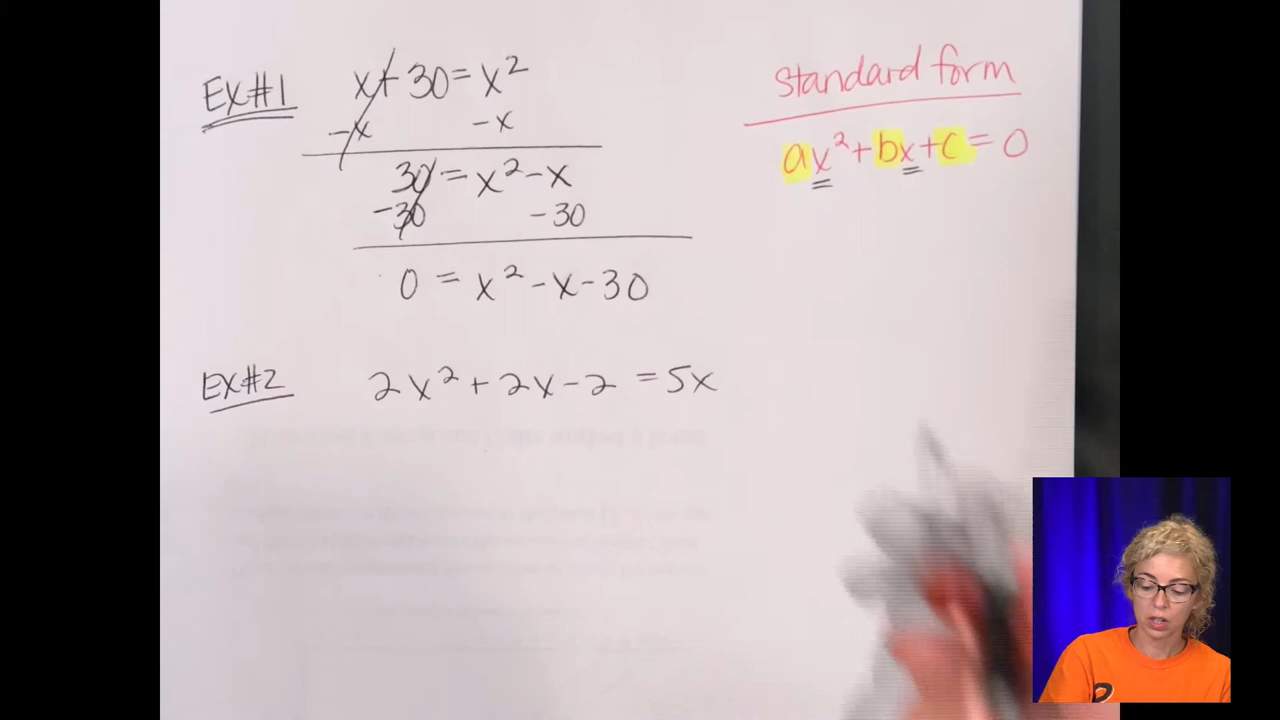 EX#1 x+30=x²
-x -x
30=x²-x
-30 -30
0=x²-x-30
EX#2 2x²+2x-2=5x
Standard form
ax²+bx+c=0